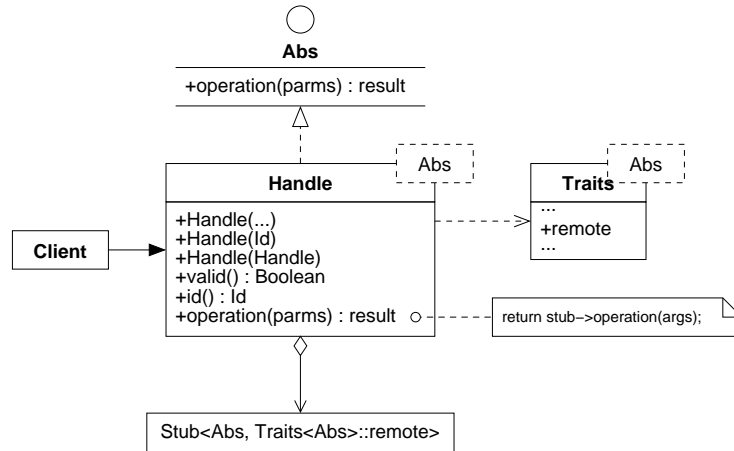 Abs
+operation(parms) : result
Abs
Handle
Abs
Traits
+Handle(...)
+Handle(Id)
+Handle(Handle)
+valid() : Boolean
+id() : Id
+operation(parms) : result
...
+remote
...
Client
return stub−>operation(args);
Stub<Abs, Traits<Abs>::remote>